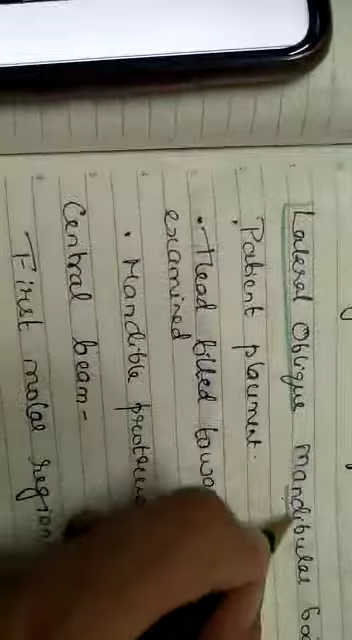 Lateral Oblique mandibular bo
Patient placement.
• Head tilted towa
examined
• Mandible protru
Central beam-
First molar region